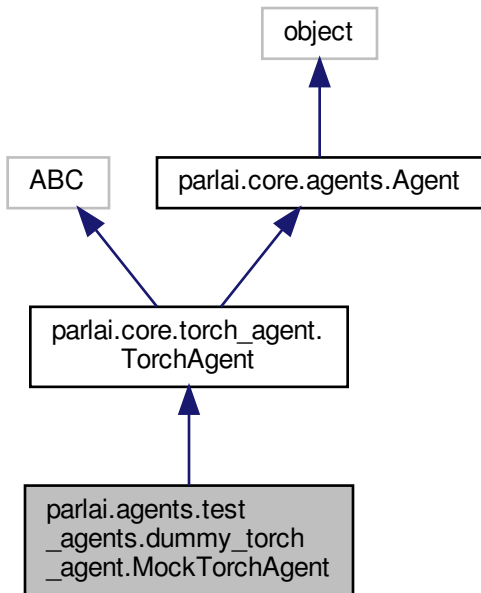 object
ABC
parlai.core.agents.Agent
parlai.core.torch_agent.
TorchAgent
parlai.agents.test
_agents.dummy_torch
_agent.MockTorchAgent